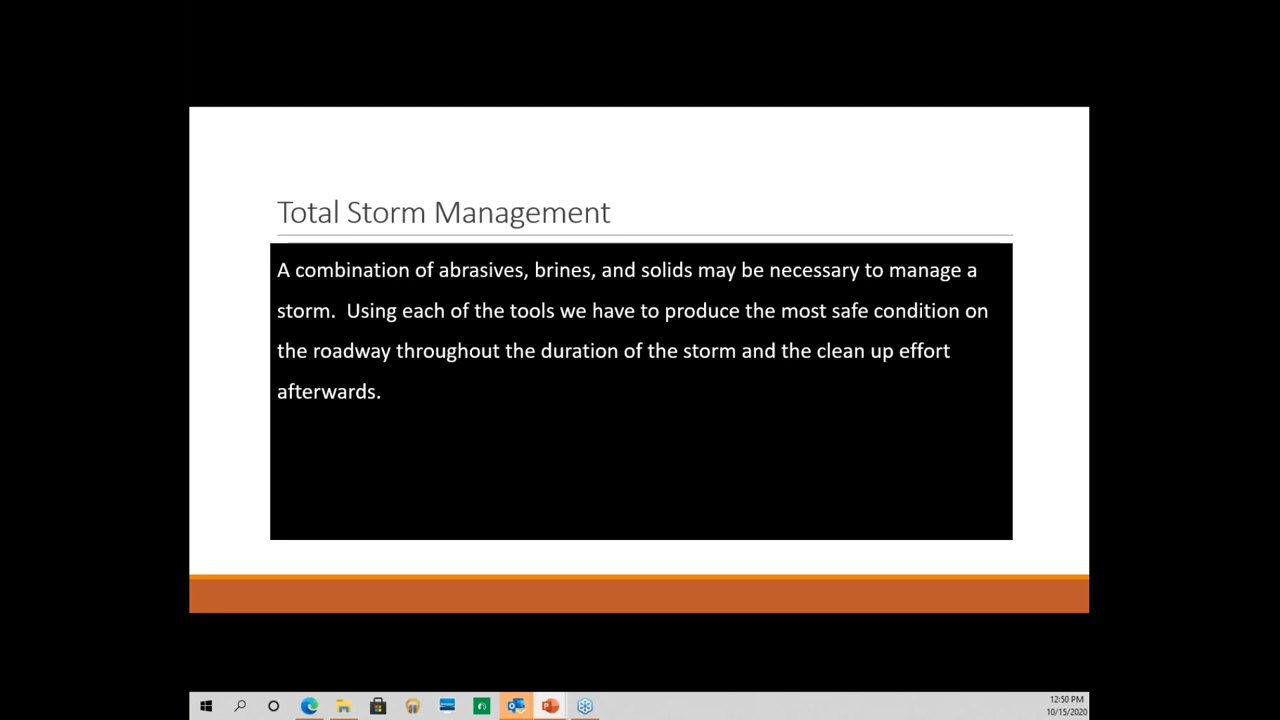 Total Storm Management
A combination of abrasives, brines, and solids may be necessary to manage a
storm.  Using each of the tools we have to produce the most safe condition on
the roadway throughout the duration of the storm and the clean up effort
afterwards.
12:50 PM
10/15/2020